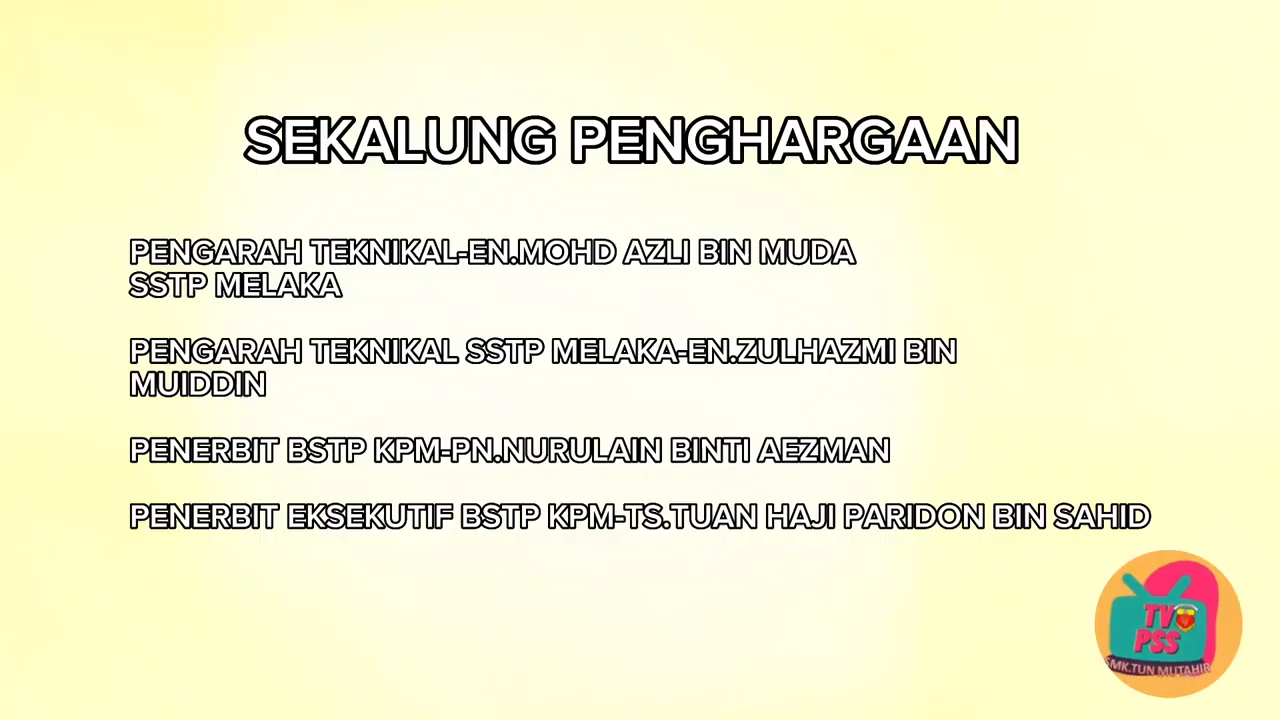 SEKALUNG PENGHARGAAN
PENGARAH TEKNIKAL-EN.MOHD AZLI BIN MUDA
SSTP MELAKA
PENGARAH TEKNIKAL SSTP MELAKA-EN.ZULHAZMI BIN
MUIDDIN
PENERBIT BSTP KPM-PN.NURULAIN BINTI AEZMAN
PENERBIT EKSEKUTIF BSTP KPM-TS.TUAN HAJI PARIDON BIN SAHID
TV
PSS
SMK.TUN MUTAHIR